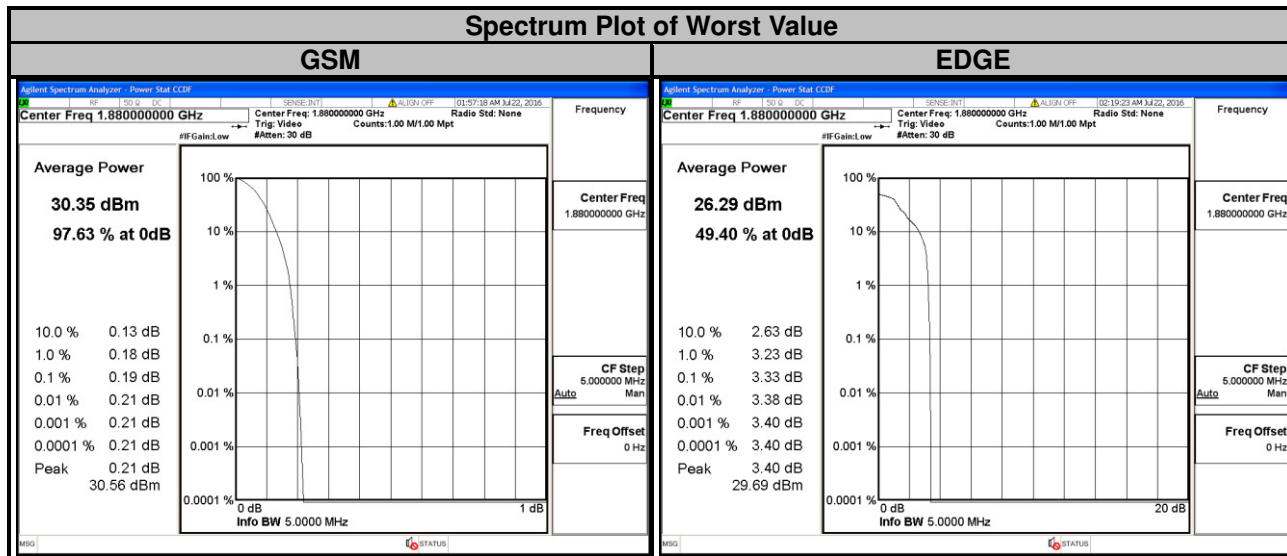 Spectrum Plot of Worst Value
GSM
EDGE
Agilent Spectrum Analyzer - Power Stat CCDF
RF 50 Ω DC SENSE:INT ALIGN OFF 01:57:18 AM Jul 22, 2016
Center Freq 1.880000000 GHz
Center Freq: 1.880000000 GHz Radio Std: None
Trig: Video Counts:1.00 M/1.00 Mpt
#IFGain:Low #Atten: 30 dB
Average Power
30.35 dBm
97.63 % at 0dB
10.0 % 0.13 dB
1.0 % 0.18 dB
0.1 % 0.19 dB
0.01 % 0.21 dB
0.001 % 0.21 dB
0.0001 % 0.21 dB
Peak 0.21 dB
30.56 dBm
100 %
10 %
1 %
0.1 %
0.01 %
0.001 %
0.0001 %
0 dB 1 dB
Info BW 5.0000 MHz
Frequency
Center Freq
1.880000000 GHz
CF Step
5.000000 MHz
Auto Man
Freq Offset
0 Hz
MSG STATUS
Agilent Spectrum Analyzer - Power Stat CCDF
RF 50 Ω DC SENSE:INT ALIGN OFF 02:19:23 AM Jul 22, 2016
Center Freq 1.880000000 GHz
Center Freq: 1.880000000 GHz Radio Std: None
Trig: Video Counts:1.00 M/1.00 Mpt
#IFGain:Low #Atten: 30 dB
Average Power
26.29 dBm
49.40 % at 0dB
10.0 % 2.63 dB
1.0 % 3.23 dB
0.1 % 3.33 dB
0.01 % 3.38 dB
0.001 % 3.40 dB
0.0001 % 3.40 dB
Peak 3.40 dB
29.69 dBm
100 %
10 %
1 %
0.1 %
0.01 %
0.001 %
0.0001 %
0 dB 20 dB
Info BW 5.0000 MHz
Frequency
Center Freq
1.880000000 GHz
CF Step
5.000000 MHz
Auto Man
Freq Offset
0 Hz
MSG STATUS